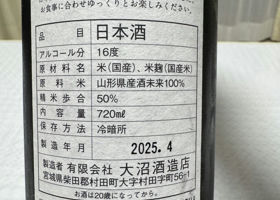 お食事に合わせゆっくりとお楽しみください。
品目 日本酒
アルコール分 16度
原材料名 米(国産)、米麹(国産米)
原料米 山形県産酒未来100%
精米歩合 50%
内容量 720mℓ
保存方法 冷暗所
製造年月 2025.4
製造者 有限会社 大沼酒造店
宮城県柴田郡村田町大字村田字町56-1
お酒は20歳になってから。